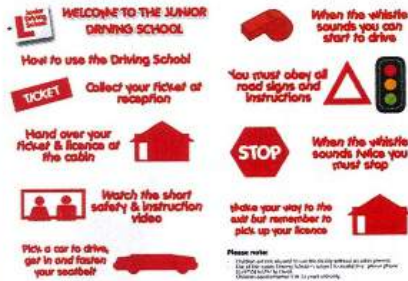 Junior
Driving
School
WELCOME TO THE JUNIOR
DRIVING SCHOOL
How to use the Driving School
TICKET
Collect your ticket at
reception
Hand over your
ticket & licence at
the cabin
Watch the short
safety & instruction
video
Pick a car to drive,
get in and fasten
your seatbelt
When the whistle
sounds you can
start to drive
You must obey all
road signs and
instructions
STOP
When the whistle
sounds twice you
must stop
Make your way to the
exit but remember to
pick up your licence
Please note: